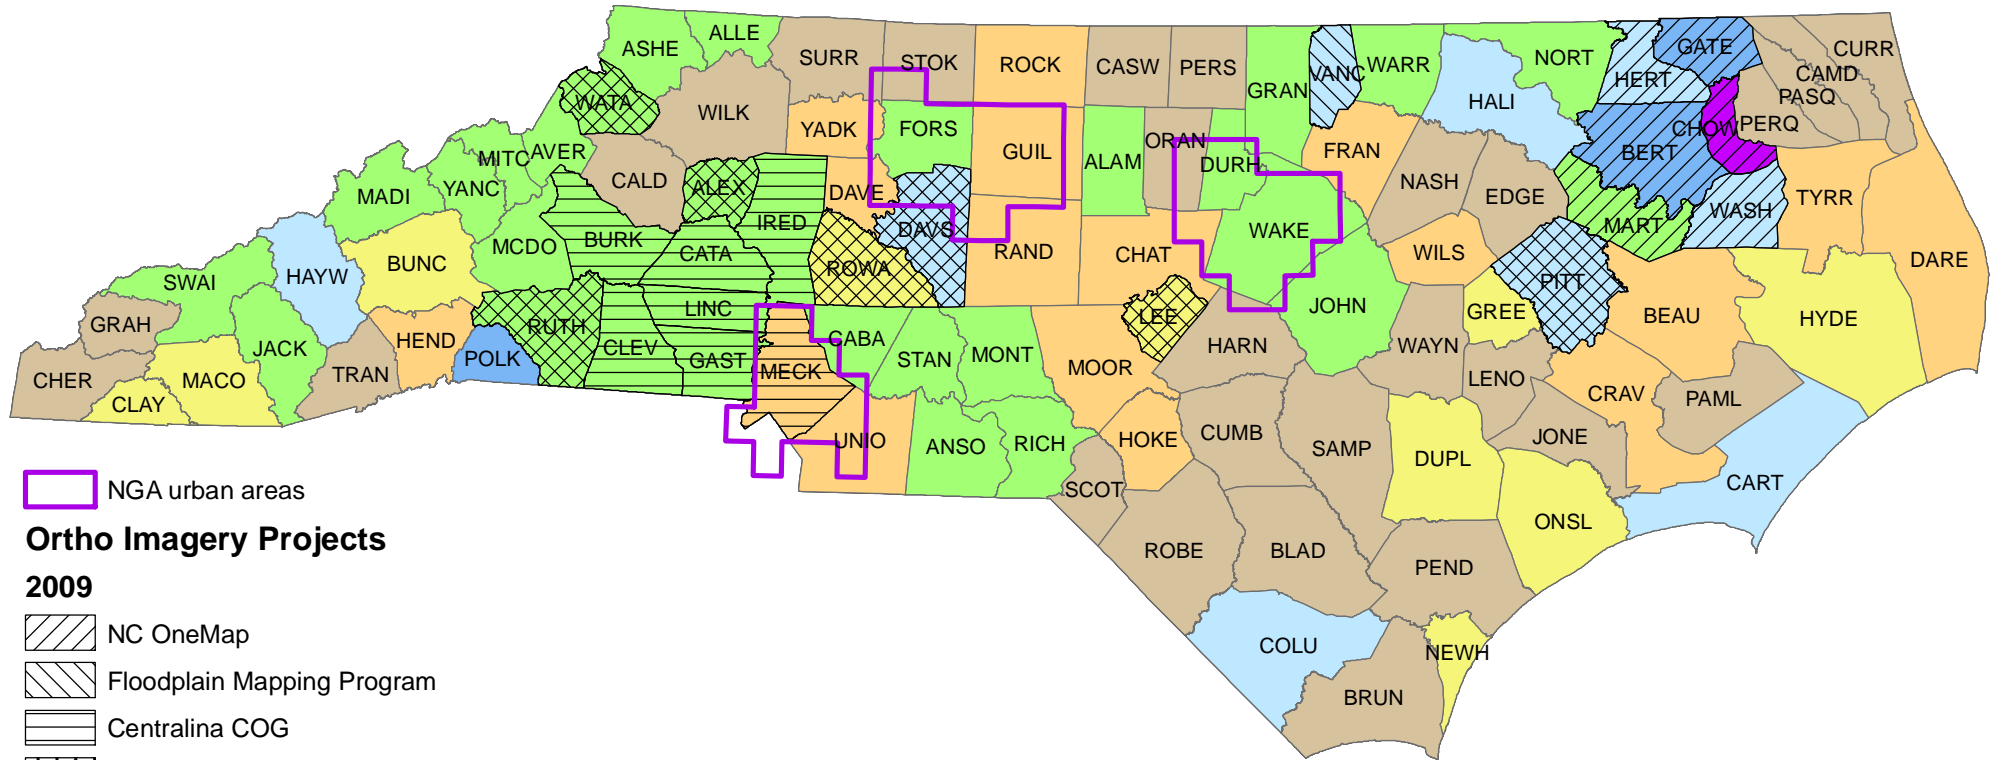 ASHE
ALLE
SURR
STOK
ROCK
CASW
PERS
GRAN
VANC
WARR
NORT
HERT
GATE
CURR
CAMD
PASQ
PERQ
CHOW
WATA
WILK
YADK
FORS
GUIL
ALAM
ORAN
DURH
FRAN
HALI
BERT
MITC
AVER
YANC
MADI
CALD
ALEX
IRED
DAVE
DAVS
RAND
CHAT
WAKE
NASH
EDGE
MART
WASH
TYRR
DARE
SWAI
HAYW
BUNC
MCDO
BURK
CATA
ROWA
WILS
PITT
GRAH
JACK
HEND
RUTH
LINC
CABA
STAN
MONT
LEE
HARN
JOHN
GREE
BEAU
HYDE
CHER
CLAY
MACO
TRAN
POLK
CLEV
GAST
MECK
MOOR
WAYN
LENO
CRAV
PAML
UNIO
ANSO
RICH
HOKE
CUMB
SAMP
DUPL
JONE
CART
SCOT
ROBE
BLAD
PEND
ONSL
COLU
BRUN
NEWH
NGA urban areas
Ortho Imagery Projects
2009
NC OneMap
Floodplain Mapping Program
Centralina COG